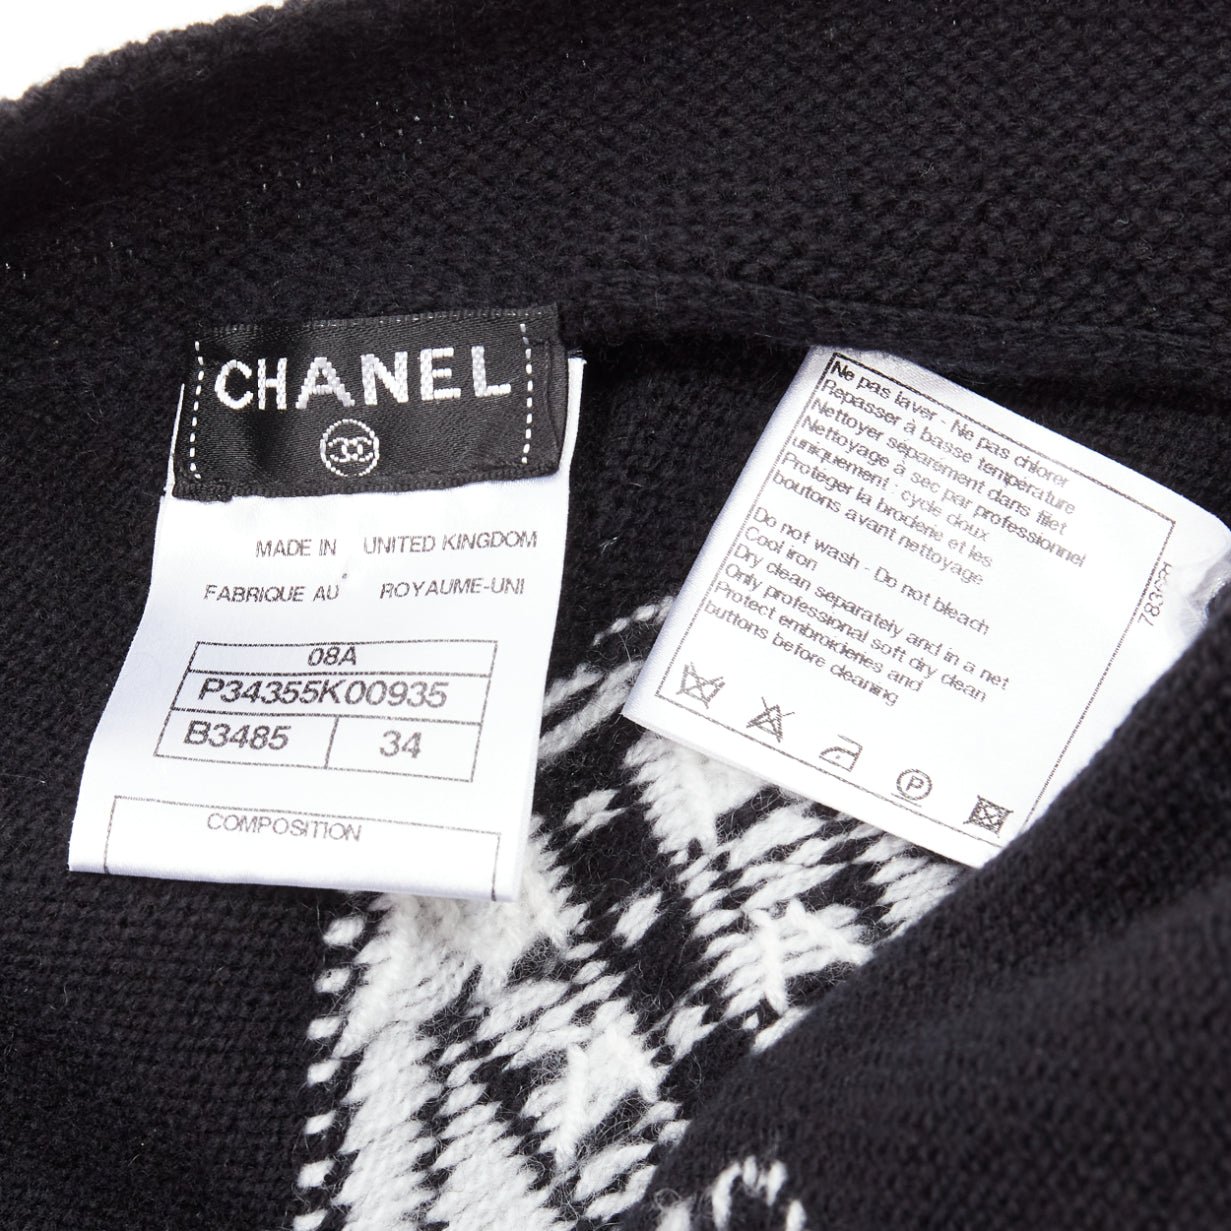 CHANEL
MADE IN UNITED KINGDOM
FABRIQUE AU ROYAUME-UNI
08A
P34355K00935
B3485 34
COMPOSITION
Ne pas laver - Ne pas chlorer
Repasser à basse température
Nettoyer séparement dans filet
Nettoyage à sec par professionnel
uniquement : cycle doux
Protéger la broderie et les
boutons avant nettoyage
Do not wash - Do not bleach
Cool iron
Dry clean separately and in a net
Only professional soft dry clean
Protect embroideries and
buttons before cleaning
P